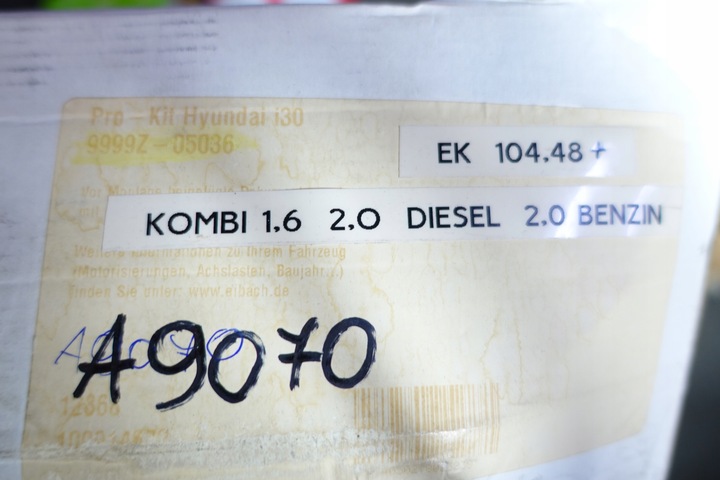 Pro - Kit Hyundai i30
9999Z - 05036
EK 104.48 +
KOMBI 1.6 2.0 DIESEL 2.0 BENZIN
Weitere Informationen zu Ihrem Fahrzeug
(Motorisierungen, Achslasten, Baujahr...)
finden Sie unter: www.eibach.de
A9070
A9070